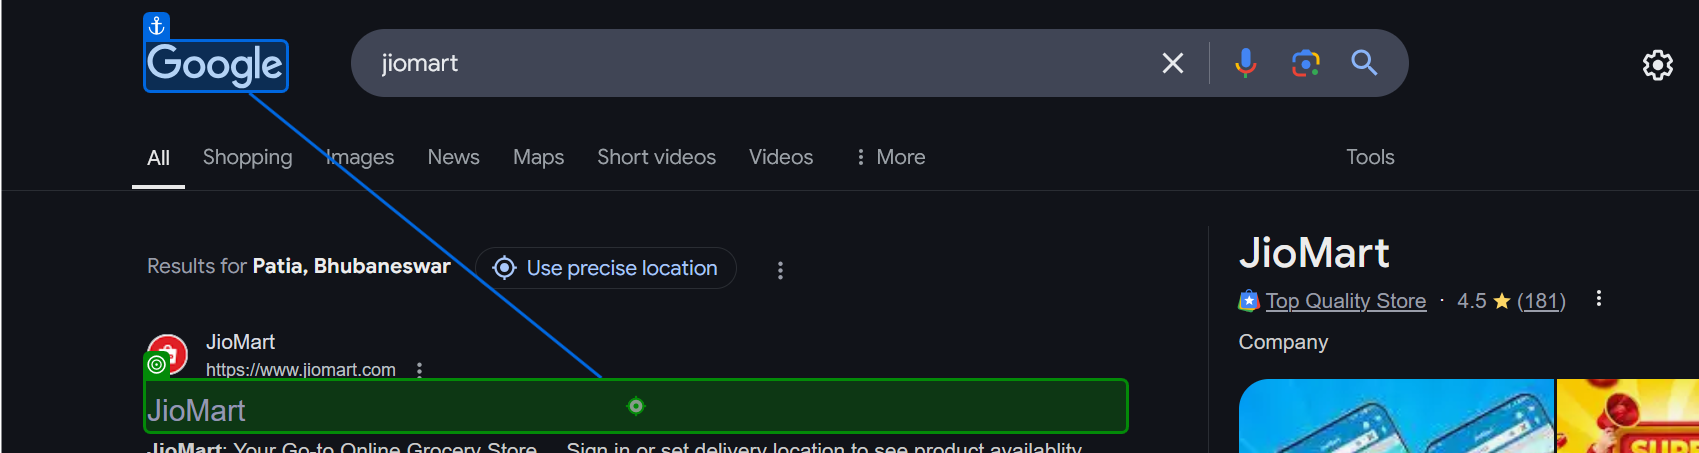 Google
jiomart
All Shopping Images News Maps Short videos Videos More Tools
Results for Patia, Bhubaneswar Use precise location
JioMart
https://www.jiomart.com
JioMart
JioMart: Your Go-to Online Grocery Store Sign in or set delivery location to see product availablity
JioMart
Top Quality Store · 4.5 (181)
Company